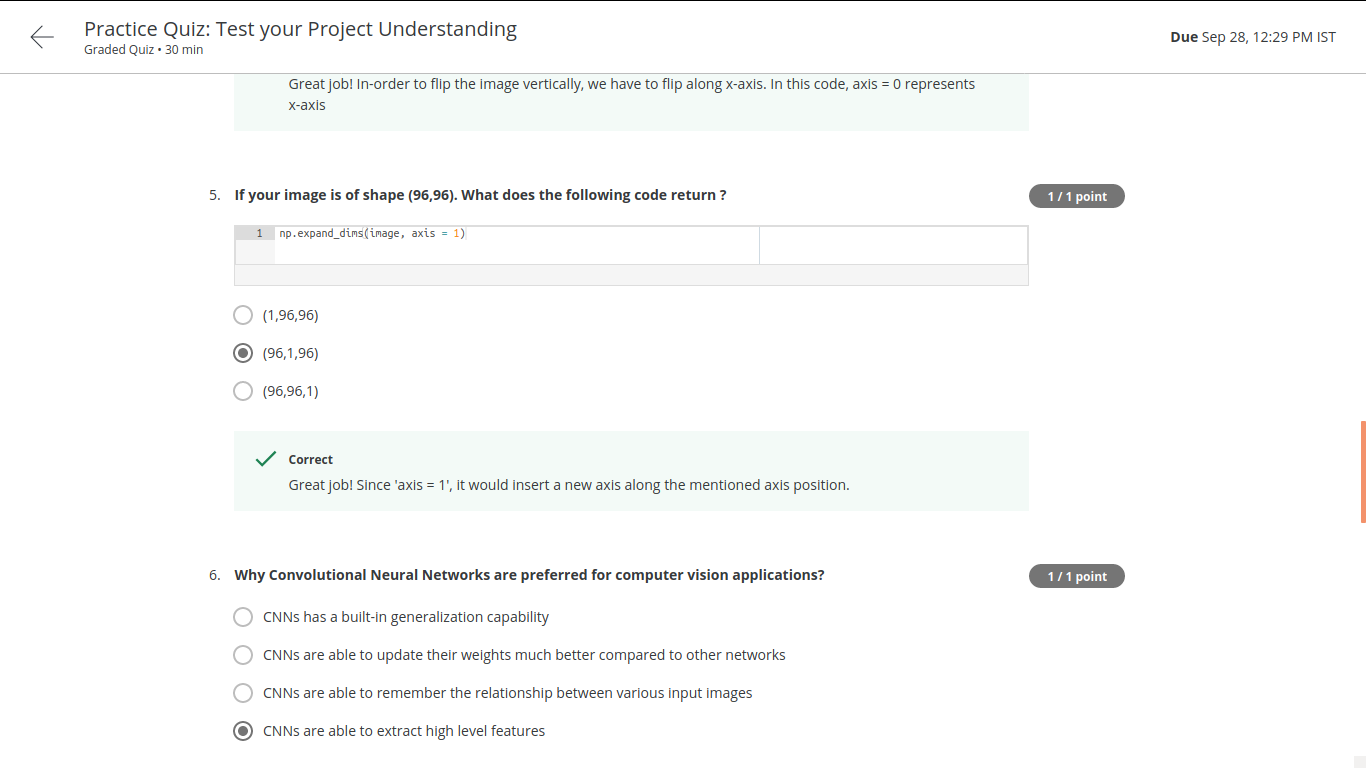 Practice Quiz: Test your Project Understanding
Graded Quiz • 30 min
Due Sep 28, 12:29 PM IST
Great job! In-order to flip the image vertically, we have to flip along x-axis. In this code, axis = 0 represents
x-axis
5. If your image is of shape (96,96). What does the following code return ?
1 / 1 point
1 np.expand_dims(image, axis = 1)
(1,96,96)
(96,1,96)
(96,96,1)
Correct
Great job! Since 'axis = 1', it would insert a new axis along the mentioned axis position.
6. Why Convolutional Neural Networks are preferred for computer vision applications?
1 / 1 point
CNNs has a built-in generalization capability
CNNs are able to update their weights much better compared to other networks
CNNs are able to remember the relationship between various input images
CNNs are able to extract high level features